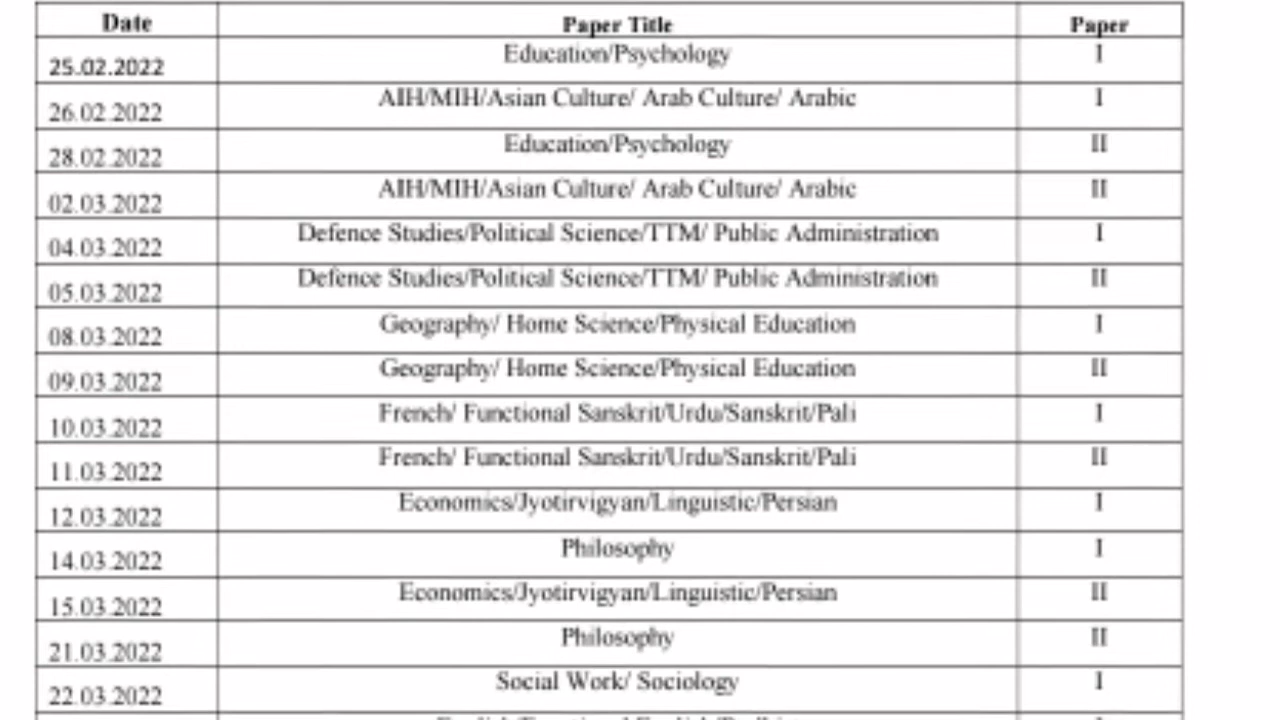 Date Paper Title Paper
25.02.2022 Education/Psychology I
26.02.2022 AIH/MIH/Asian Culture/ Arab Culture/ Arabic I
28.02.2022 Education/Psychology II
02.03.2022 AIH/MIH/Asian Culture/ Arab Culture/ Arabic II
04.03.2022 Defence Studies/Political Science/TTM/ Public Administration I
05.03.2022 Defence Studies/Political Science/TTM/ Public Administration II
08.03.2022 Geography/ Home Science/Physical Education I
09.03.2022 Geography/ Home Science/Physical Education II
10.03.2022 French/ Functional Sanskrit/Urdu/Sanskrit/Pali I
11.03.2022 French/ Functional Sanskrit/Urdu/Sanskrit/Pali II
12.03.2022 Economics/Jyotirvigyan/Linguistic/Persian I
14.03.2022 Philosophy I
15.03.2022 Economics/Jyotirvigyan/Linguistic/Persian II
21.03.2022 Philosophy II
22.03.2022 Social Work/ Sociology I